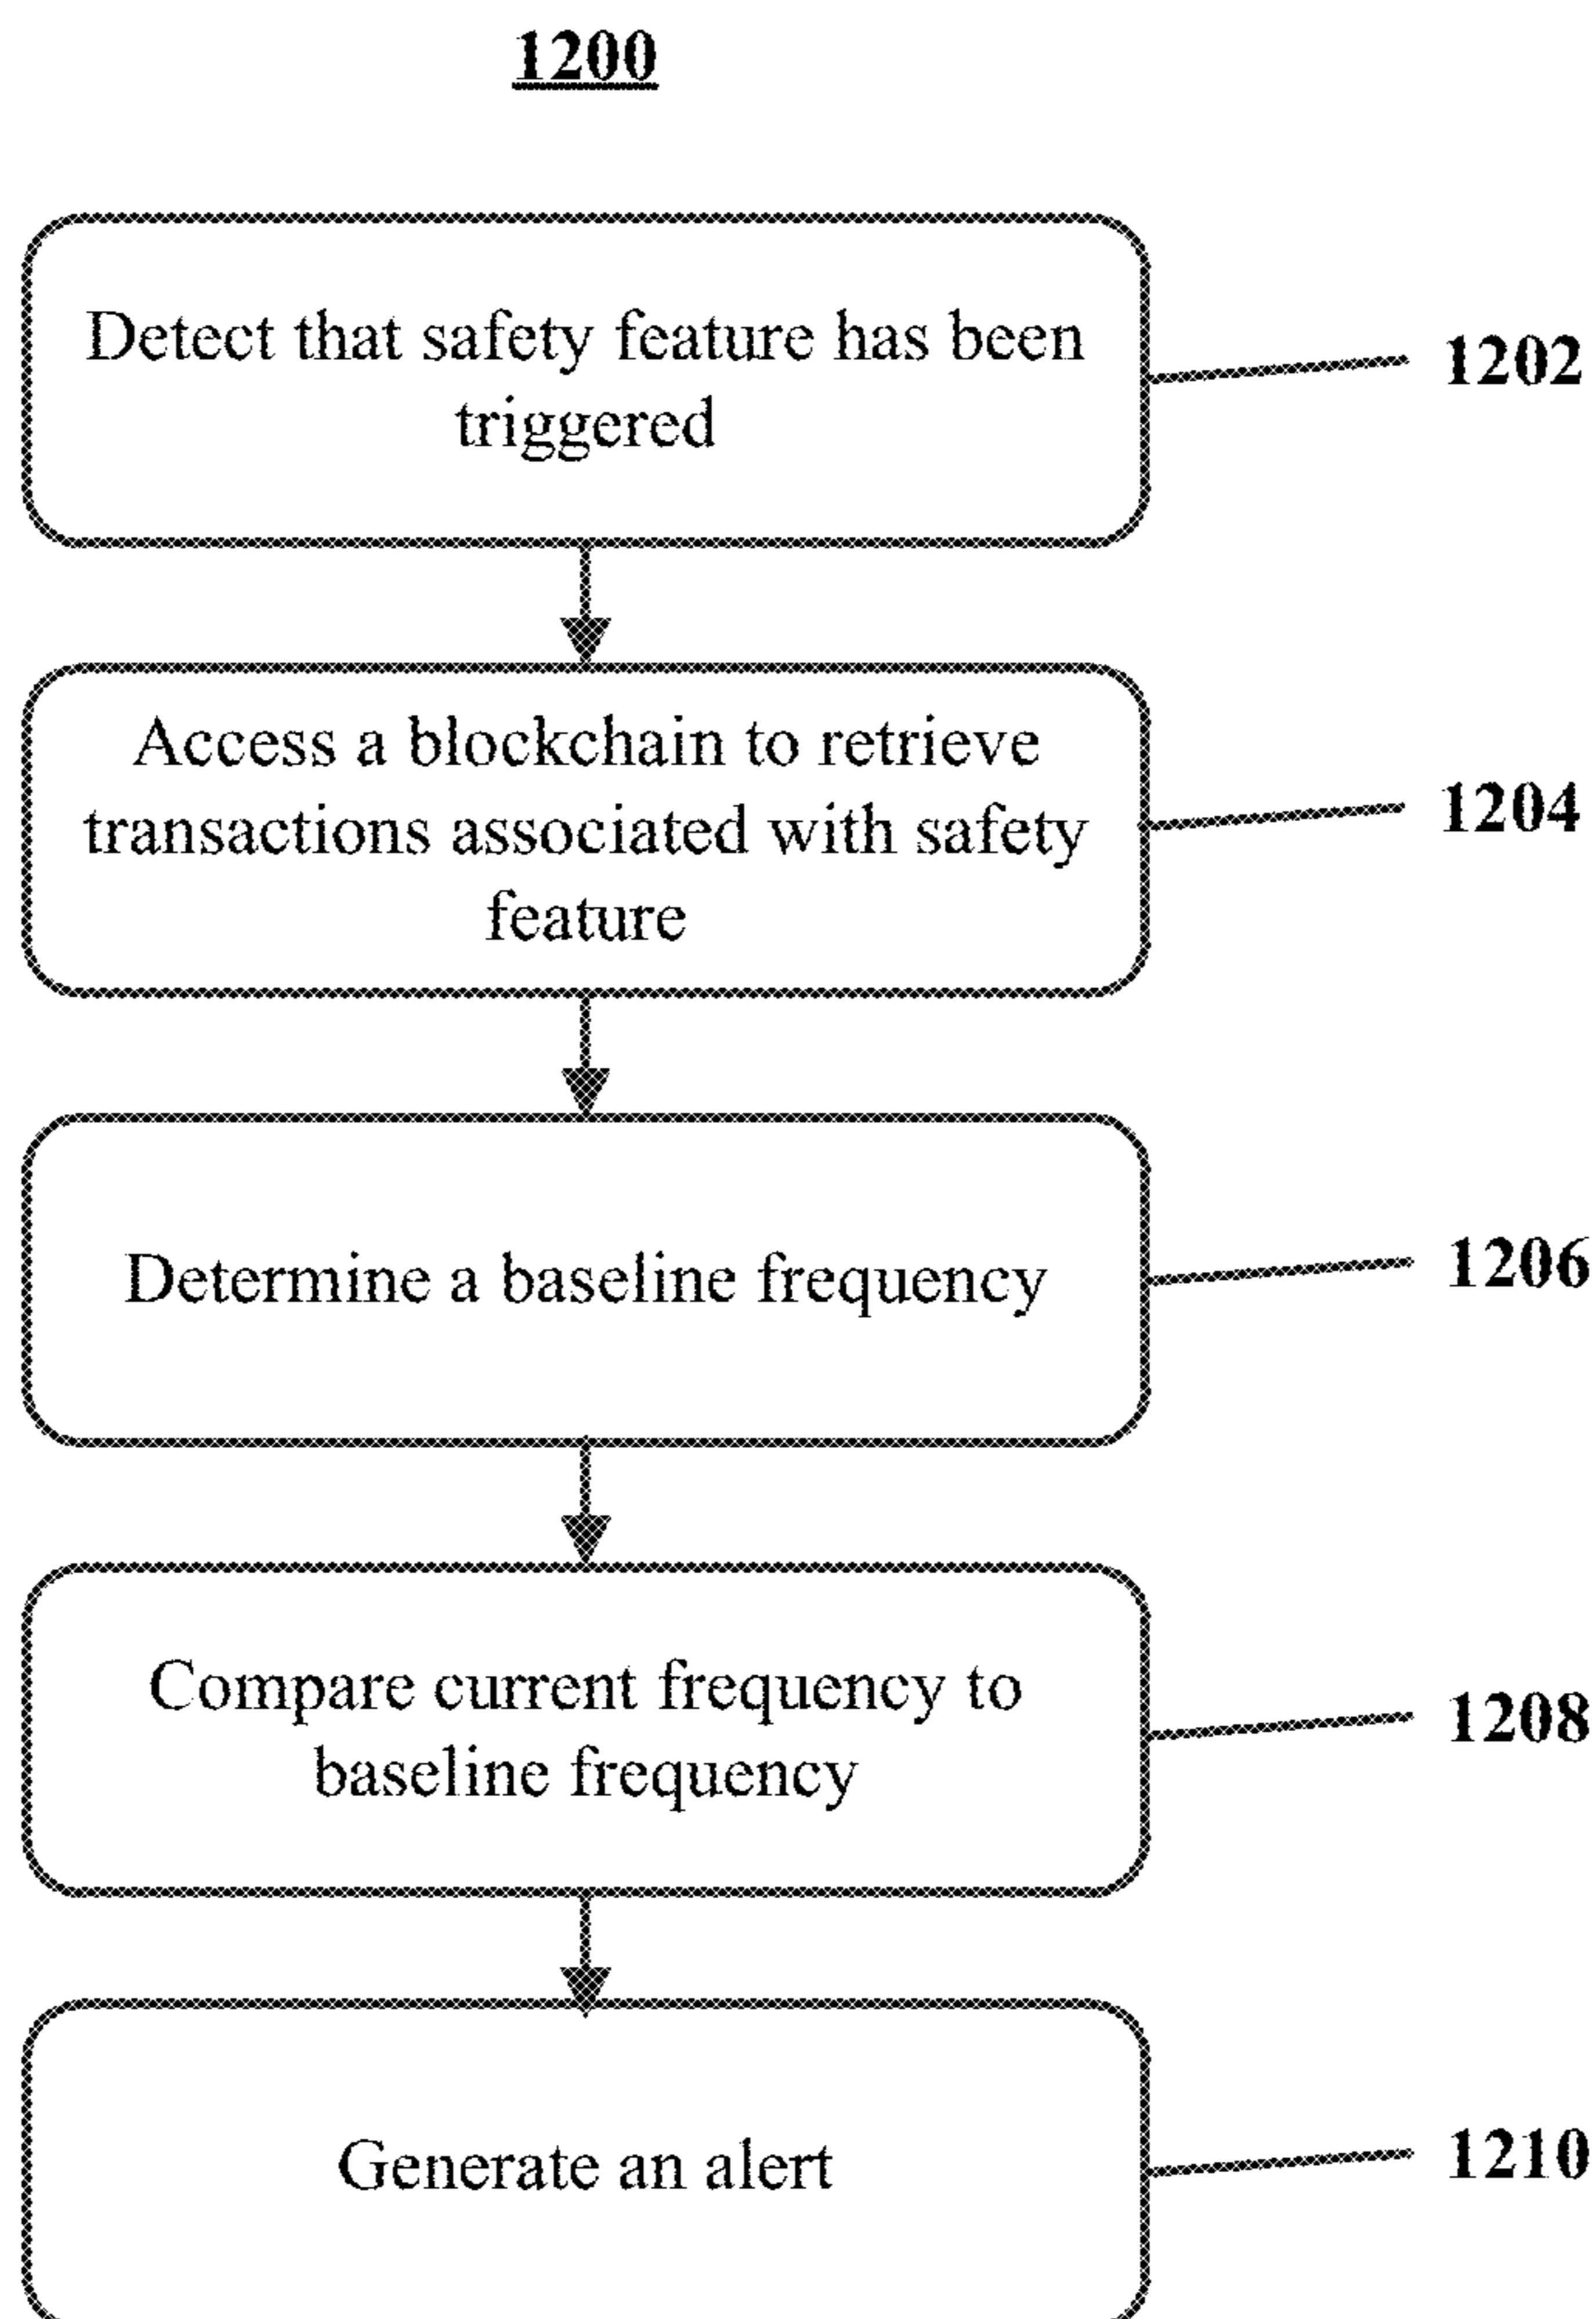 1200
Detect that safety feature has been
triggered
1202
Access a blockchain to retrieve
transactions associated with safety
feature
1204
Determine a baseline frequency
1206
Compare current frequency to
baseline frequency
1208
Generate an alert
1210